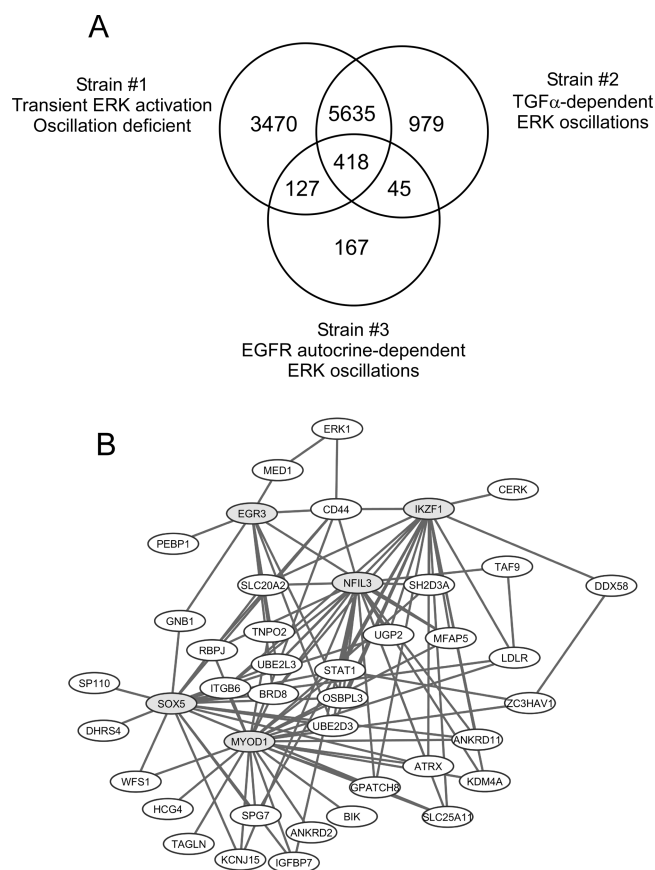 A
Strain #1
Transient ERK activation
Oscillation deficient
Strain #2
TGFα-dependent
ERK oscillations
3470
5635
979
418
127
45
167
Strain #3
EGFR autocrine-dependent
ERK oscillations
B
ERK1
MED1
CERK
EGR3
CD44
IKZF1
PEBP1
TAF9
SLC20A2
NFIL3
SH2D3A
DDX58
GNB1
TNPO2
UGP2
MFAP5
RBPJ
UBE2L3
STAT1
LDLR
SP110
ITGB6
BRD8
OSBPL3
SOX5
ZC3HAV1
DHRS4
UBE2D3
MYOD1
ANKRD11
ATRX
WFS1
KDM4A
GPATCH8
HCG4
SPG7
BIK
SLC25A11
TAGLN
ANKRD2
KCNJ15
IGFBP7